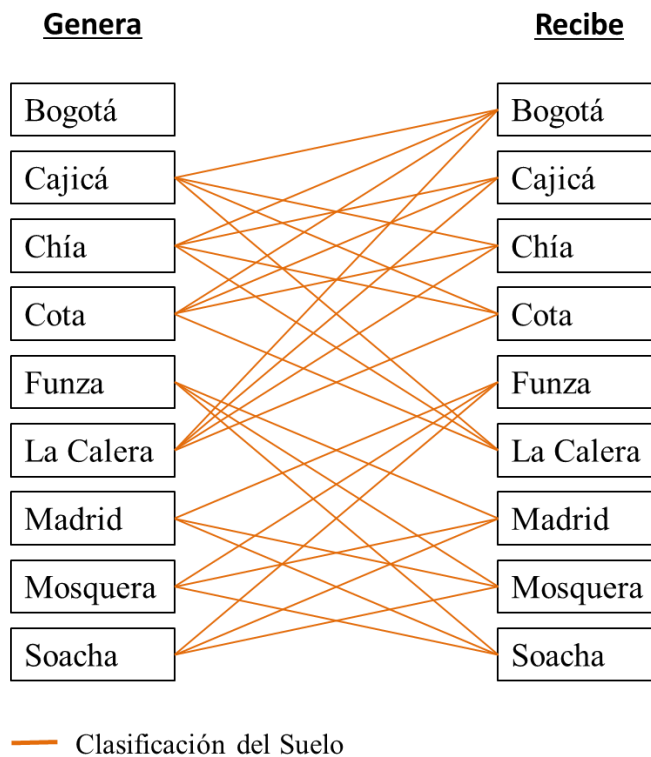 Genera
Recibe
Bogotá
Bogotá
Cajicá
Cajicá
Chía
Chía
Cota
Cota
Funza
Funza
La Calera
La Calera
Madrid
Madrid
Mosquera
Mosquera
Soacha
Soacha
Clasificación del Suelo